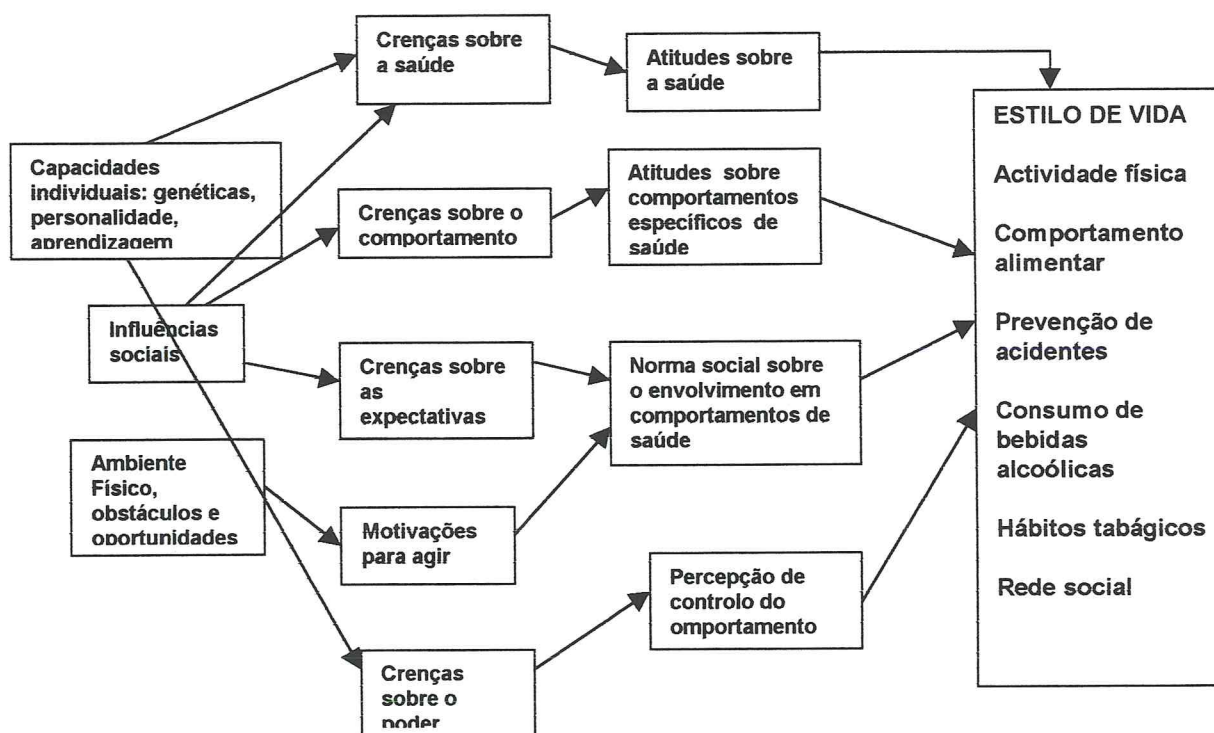 Crenças sobre
a saúde
Atitudes sobre
a saúde
ESTILO DE VIDA
Actividade física
Comportamento
alimentar
Prevenção de
acidentes
Consumo de
bebidas
alcoólicas
Hábitos tabágicos
Rede social
Capacidades
individuais: genéticas,
personalidade,
aprendizagem
Crenças sobre o
comportamento
Atitudes sobre
comportamentos
específicos de
saúde
Influências
sociais
Crenças sobre
as
expectativas
Norma social sobre
o envolvimento em
comportamentos de
saúde
Ambiente
Físico,
obstáculos e
oportunidades
Motivações
para agir
Percepção de
controlo do
omportamento
Crenças
sobre o
poder